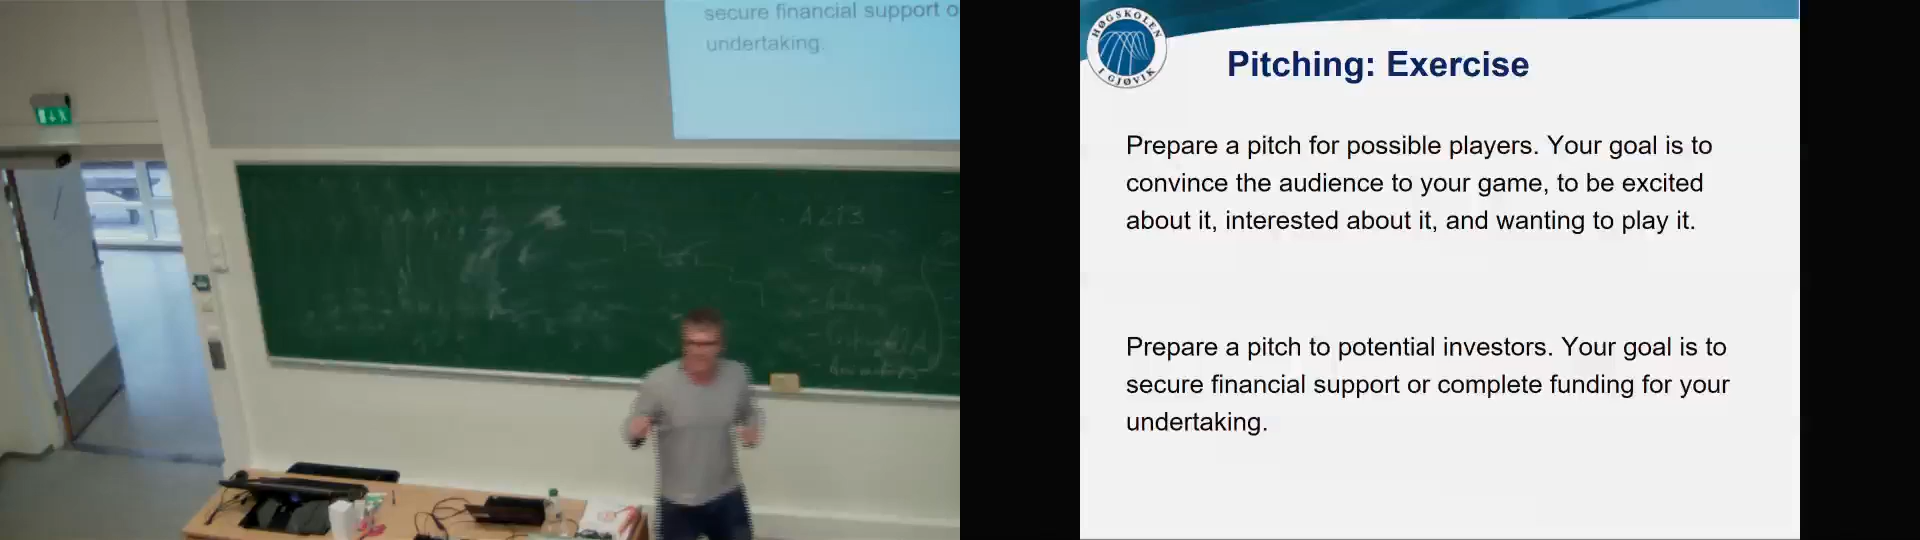 secure financial support o
undertaking.
HØGSKOLEN
I GJØVIK
Pitching: Exercise
Prepare a pitch for possible players. Your goal is to
convince the audience to your game, to be excited
about it, interested about it, and wanting to play it.
Prepare a pitch to potential investors. Your goal is to
secure financial support or complete funding for your
undertaking.